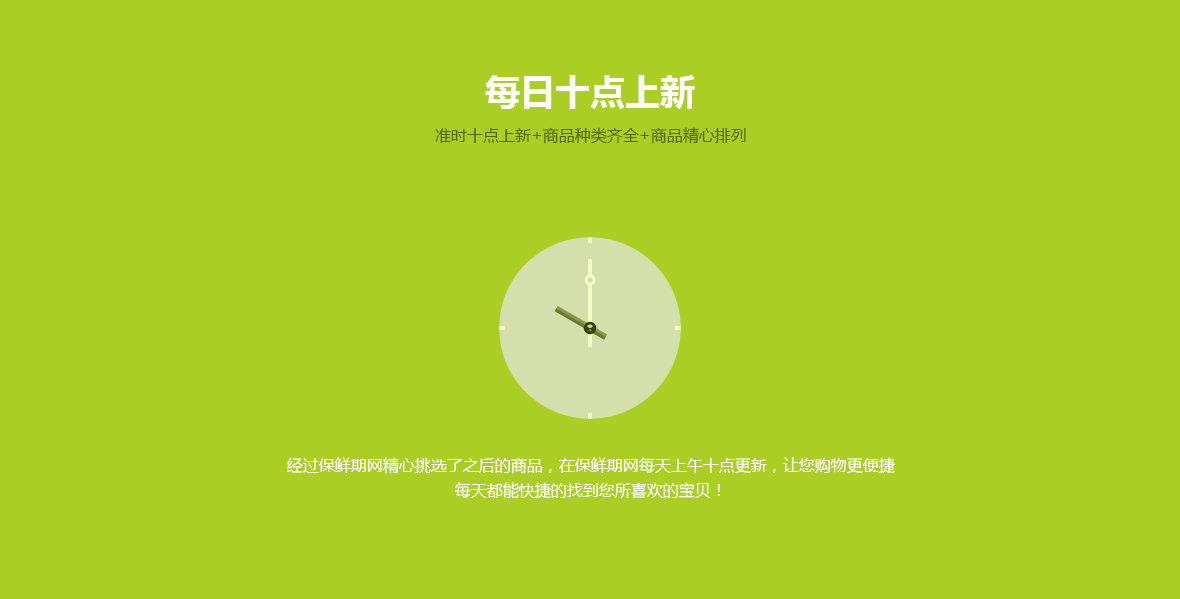 每日十点上新
准时十点上新+商品种类齐全+商品精心排列
经过保鲜期网精心挑选了之后的商品，在保鲜期网每天上午十点更新，让您购物更便捷
每天都能快捷的找到您所喜欢的宝贝！